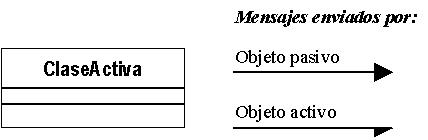 Mensajes enviados por:
Objeto pasivo
ClaseActiva
Objeto activo